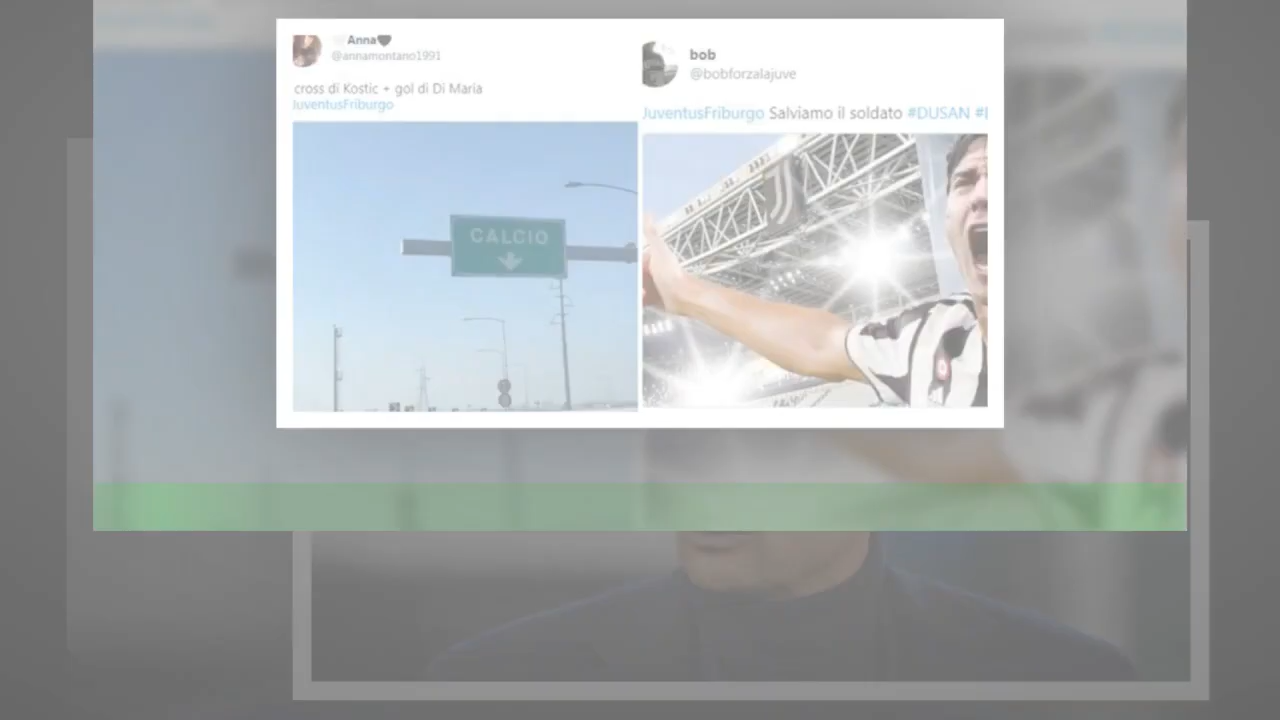 Anna🖤
@annamontano1991
cross di Kostic + gol di Di Maria
JuventusFriburgo
CALCIO
bob
@bobforzalajuve
JuventusFriburgo Salviamo il soldato #DUSAN #